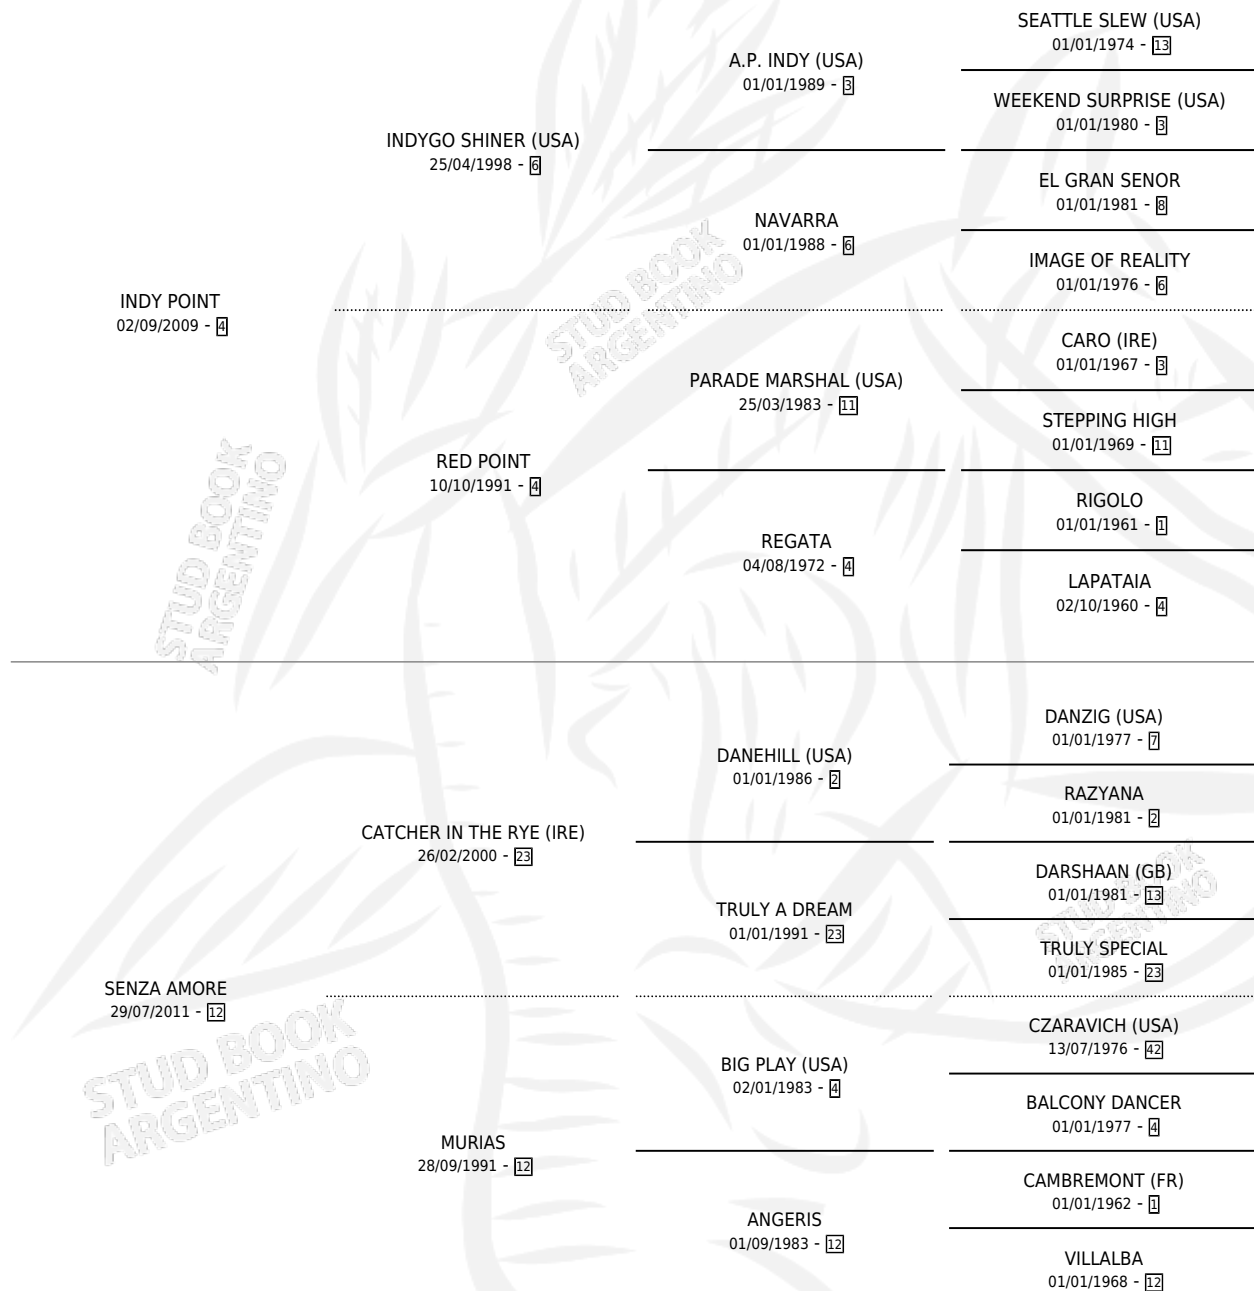 SEATTLE SLEW (USA)
01/01/1974 - 13
A.P. INDY (USA)
01/01/1989 - 3
WEEKEND SURPRISE (USA)
01/01/1980 - 3
INDYGO SHINER (USA)
25/04/1998 - 6
EL GRAN SENOR
01/01/1981 - 8
NAVARRA
01/01/1988 - 6
IMAGE OF REALITY
01/01/1976 - 6
INDY POINT
02/09/2009 - 4
CARO (IRE)
01/01/1967 - 3
PARADE MARSHAL (USA)
25/03/1983 - 11
STEPPING HIGH
01/01/1969 - 11
RED POINT
10/10/1991 - 4
RIGOLO
01/01/1961 - 1
REGATA
04/08/1972 - 4
LAPATAIA
02/10/1960 - 4
DANZIG (USA)
01/01/1977 - 7
DANEHILL (USA)
01/01/1986 - 2
RAZYANA
01/01/1981 - 2
CATCHER IN THE RYE (IRE)
26/02/2000 - 23
DARSHAAN (GB)
01/01/1981 - 13
TRULY A DREAM
01/01/1991 - 23
TRULY SPECIAL
01/01/1985 - 23
SENZA AMORE
29/07/2011 - 12
CZARAVICH (USA)
13/07/1976 - 42
BIG PLAY (USA)
02/01/1983 - 4
BALCONY DANCER
01/01/1977 - 4
MURIAS
28/09/1991 - 12
CAMBREMONT (FR)
01/01/1962 - 1
ANGERIS
01/09/1983 - 12
VILLALBA
01/01/1968 - 12
STUD BOOK
ARGENTINO
STUD BOOK
ARGENTINO
STUD BOOK
ARGENTINO
STUD BOOK
ARGENTINO